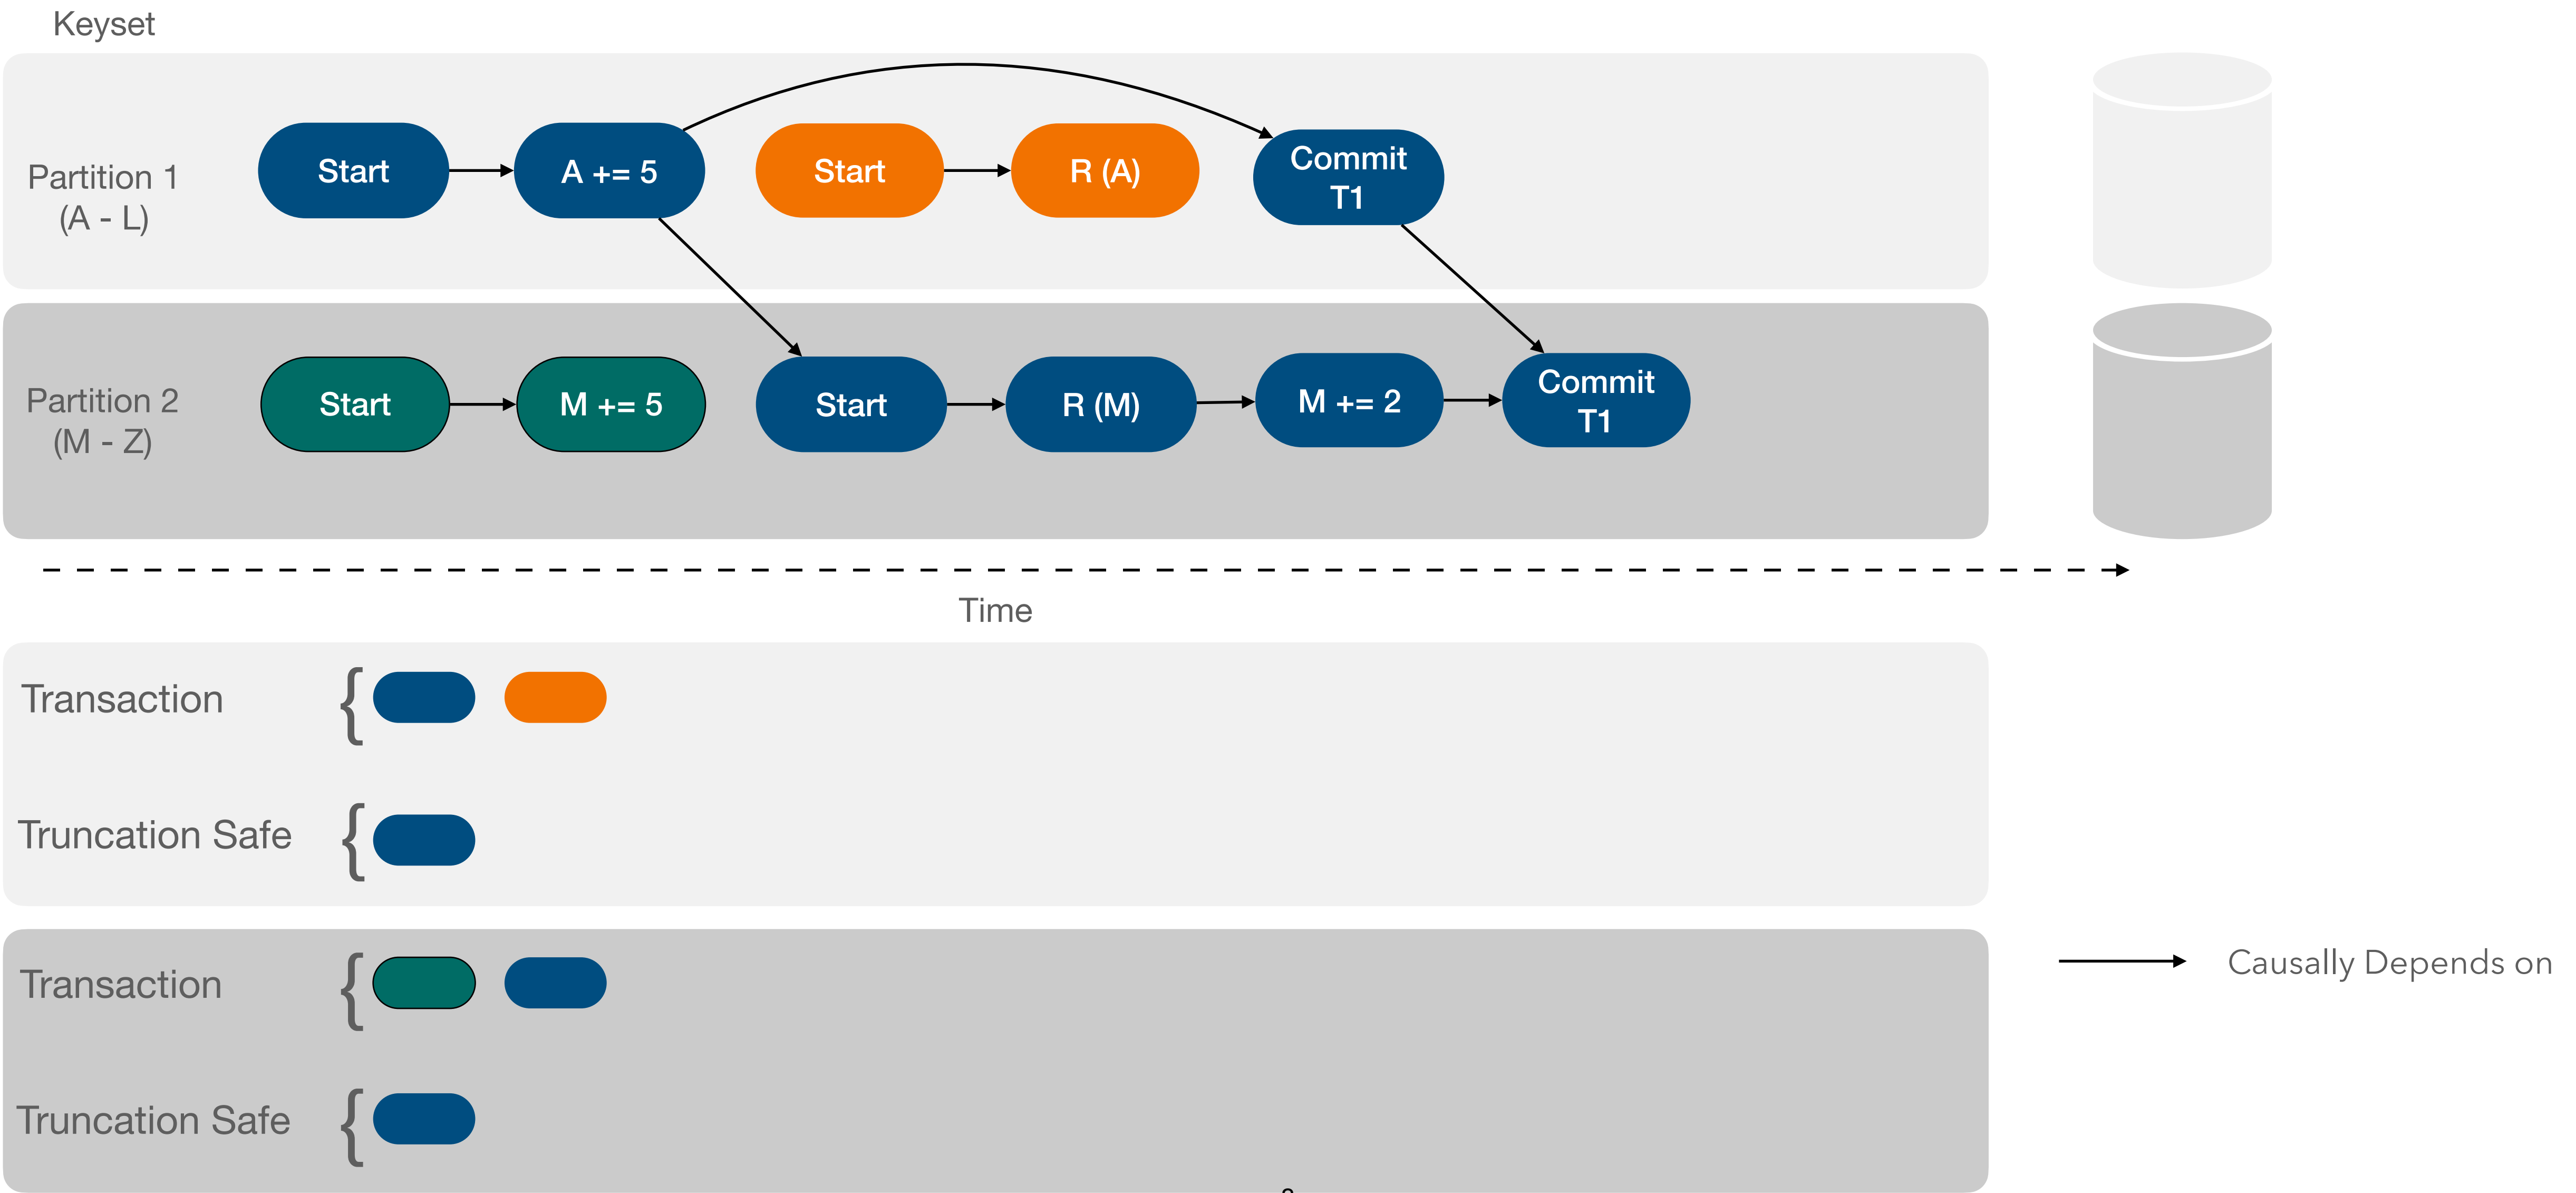 Keyset
Partition 1
(A - L)
Start
A += 5
Start
R (A)
Commit
T1
Partition 2
(M - Z)
Start
M += 5
Start
R (M)
M += 2
Commit
T1
Time
Transaction {
Truncation Safe {
Transaction {
Truncation Safe {
Causally Depends on